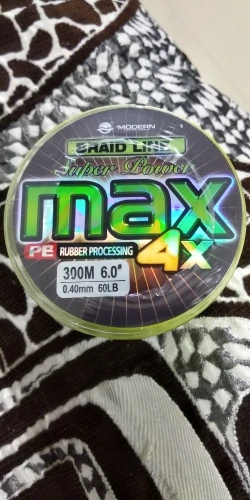 MODERN
BRAID LINE
Super Power
max
PE RUBBER PROCESSING 4x
300M 6.0#
0.40mm 60LB